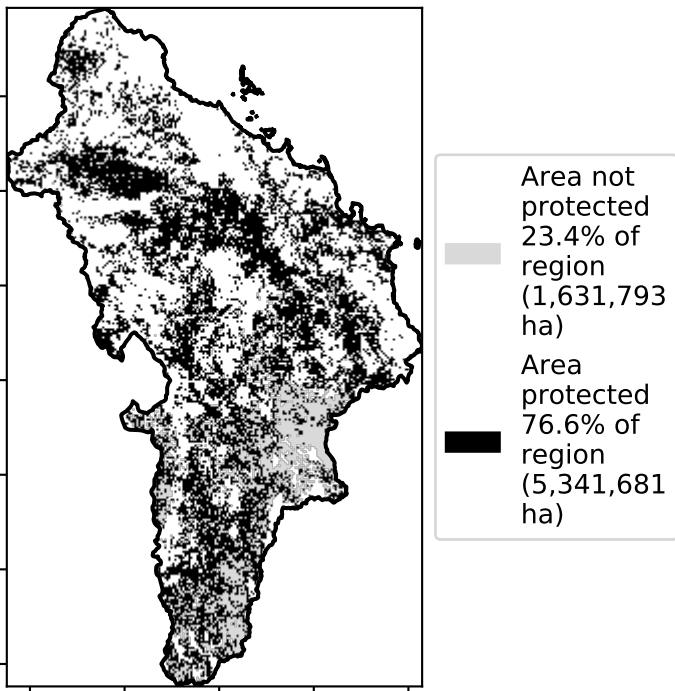 Area not
protected
23.4% of
region
(1,631,793
ha)
Area
protected
76.6% of
region
(5,341,681
ha)